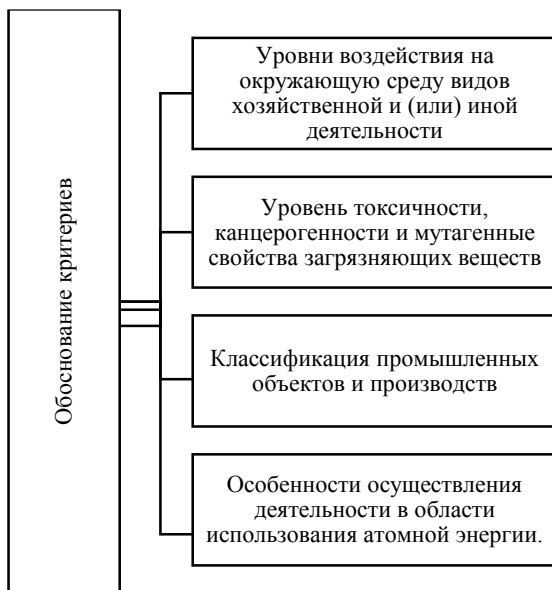 Обоснование критериев
Уровни воздействия на
окружающую среду видов
хозяйственной и (или) иной
деятельности
Уровень токсичности,
канцерогенности и мутагенные
свойства загрязняющих веществ
Классификация промышленных
объектов и производств
Особенности осуществления
деятельности в области
использования атомной энергии.